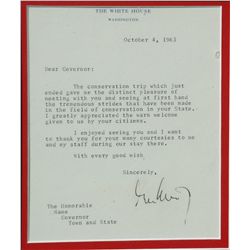 THE WHITE HOUSE
WASHINGTON
October 4, 1963
Dear Governor:
The conservation trip which just
ended gave me the distinct pleasure of
meeting with you and seeing at first hand
the tremendous strides that have been made
in the field of conservation in your State.
I greatly appreciated the warm welcome
given to us by your citizens.
I enjoyed seeing you and I want
to thank you for your many courtesies to me
and my staff during our stay there.
With every good wish
Sincerely,
The Honorable
Name
Governor
Town and State